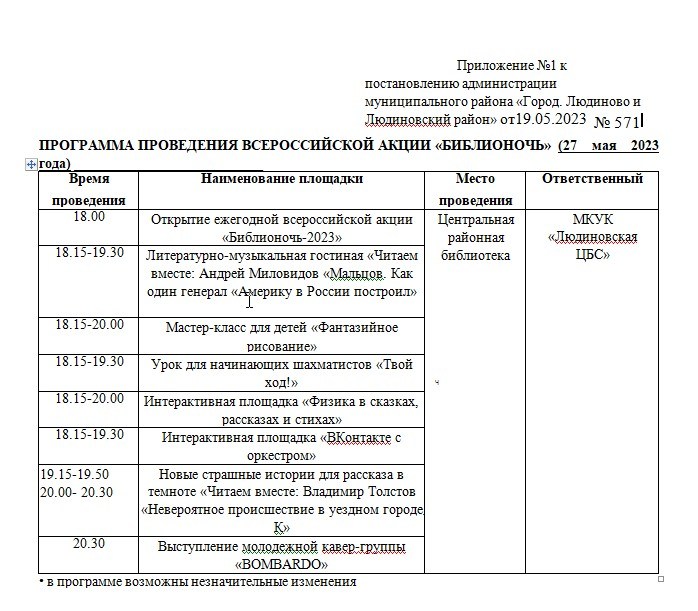 Приложение №1 к
постановлению администрации
муниципального района «Город. Людиново и
Людиновский район» от19.05.2023 № 571
ПРОГРАММА ПРОВЕДЕНИЯ ВСЕРОССИЙСКОЙ АКЦИИ «БИБЛИОНОЧЬ» (27 мая 2023
года)
Время проведения
Наименование площадки
Место проведения
Ответственный
18.00
Открытие ежегодной всероссийской акции
«Библионочь-2023»
Центральная
районная
библиотека
МКУК
«Людиновская
ЦБС»
18.15-19.30
Литературно-музыкальная гостиная «Читаем
вместе: Андрей Миловидов «Мальцов. Как
один генерал «Америку в России построил»
18.15-20.00
Мастер-класс для детей «Фантазийное
рисование»
18.15-19.30
Урок для начинающих шахматистов «Твой
ход!»
ч
18.15-20.00
Интерактивная площадка «Физика в сказках,
рассказах и стихах»
18.15-19.30
Интерактивная площадка «ВКонтакте с
оркестром»
19.15-19.50
20.00- 20.30
Новые страшные истории для рассказа в
темноте «Читаем вместе: Владимир Толстов
«Невероятное происшествие в уездном городе
К»
20.30
Выступление молодежной кавер-группы
«BOMBARDO»
• в программе возможны незначительные изменения